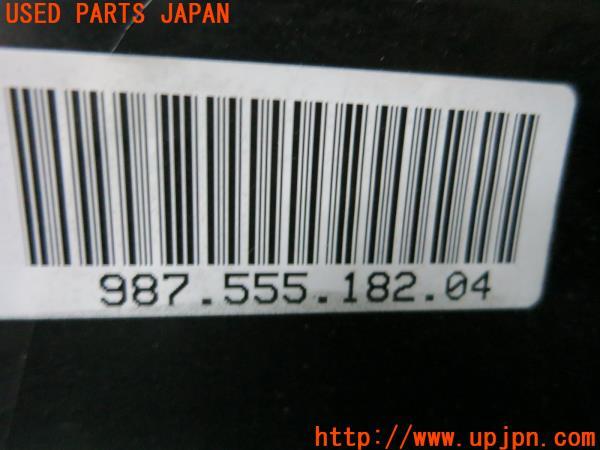 USED PARTS JAPAN
987.555.182.04
http://www.upjpn.com/